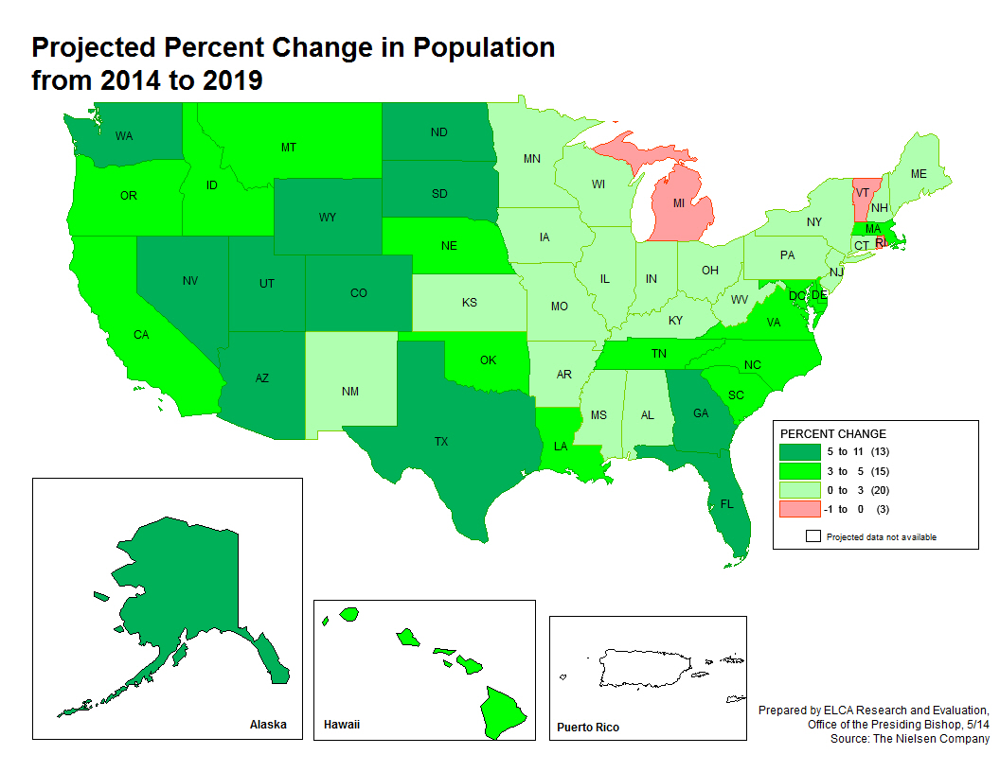 Projected Percent Change in Population
from 2014 to 2019
WA
MT
ND
MN
OR
ID
WY
SD
WI
MI
VT
NH
ME
NY
MA
CT
RI
NE
IA
PA
NJ
NV
UT
CO
KS
MO
IL
IN
OH
WV
DC
DE
VA
KY
CA
AZ
NM
OK
AR
TN
NC
SC
TX
LA
MS
AL
GA
FL
PERCENT CHANGE
5 to 11 (13)
3 to 5 (15)
0 to 3 (20)
-1 to 0 (3)
Projected data not available
Alaska
Hawaii
Puerto Rico
Prepared by ELCA Research and Evaluation,
Office of the Presiding Bishop, 5/14
Source: The Nielsen Company